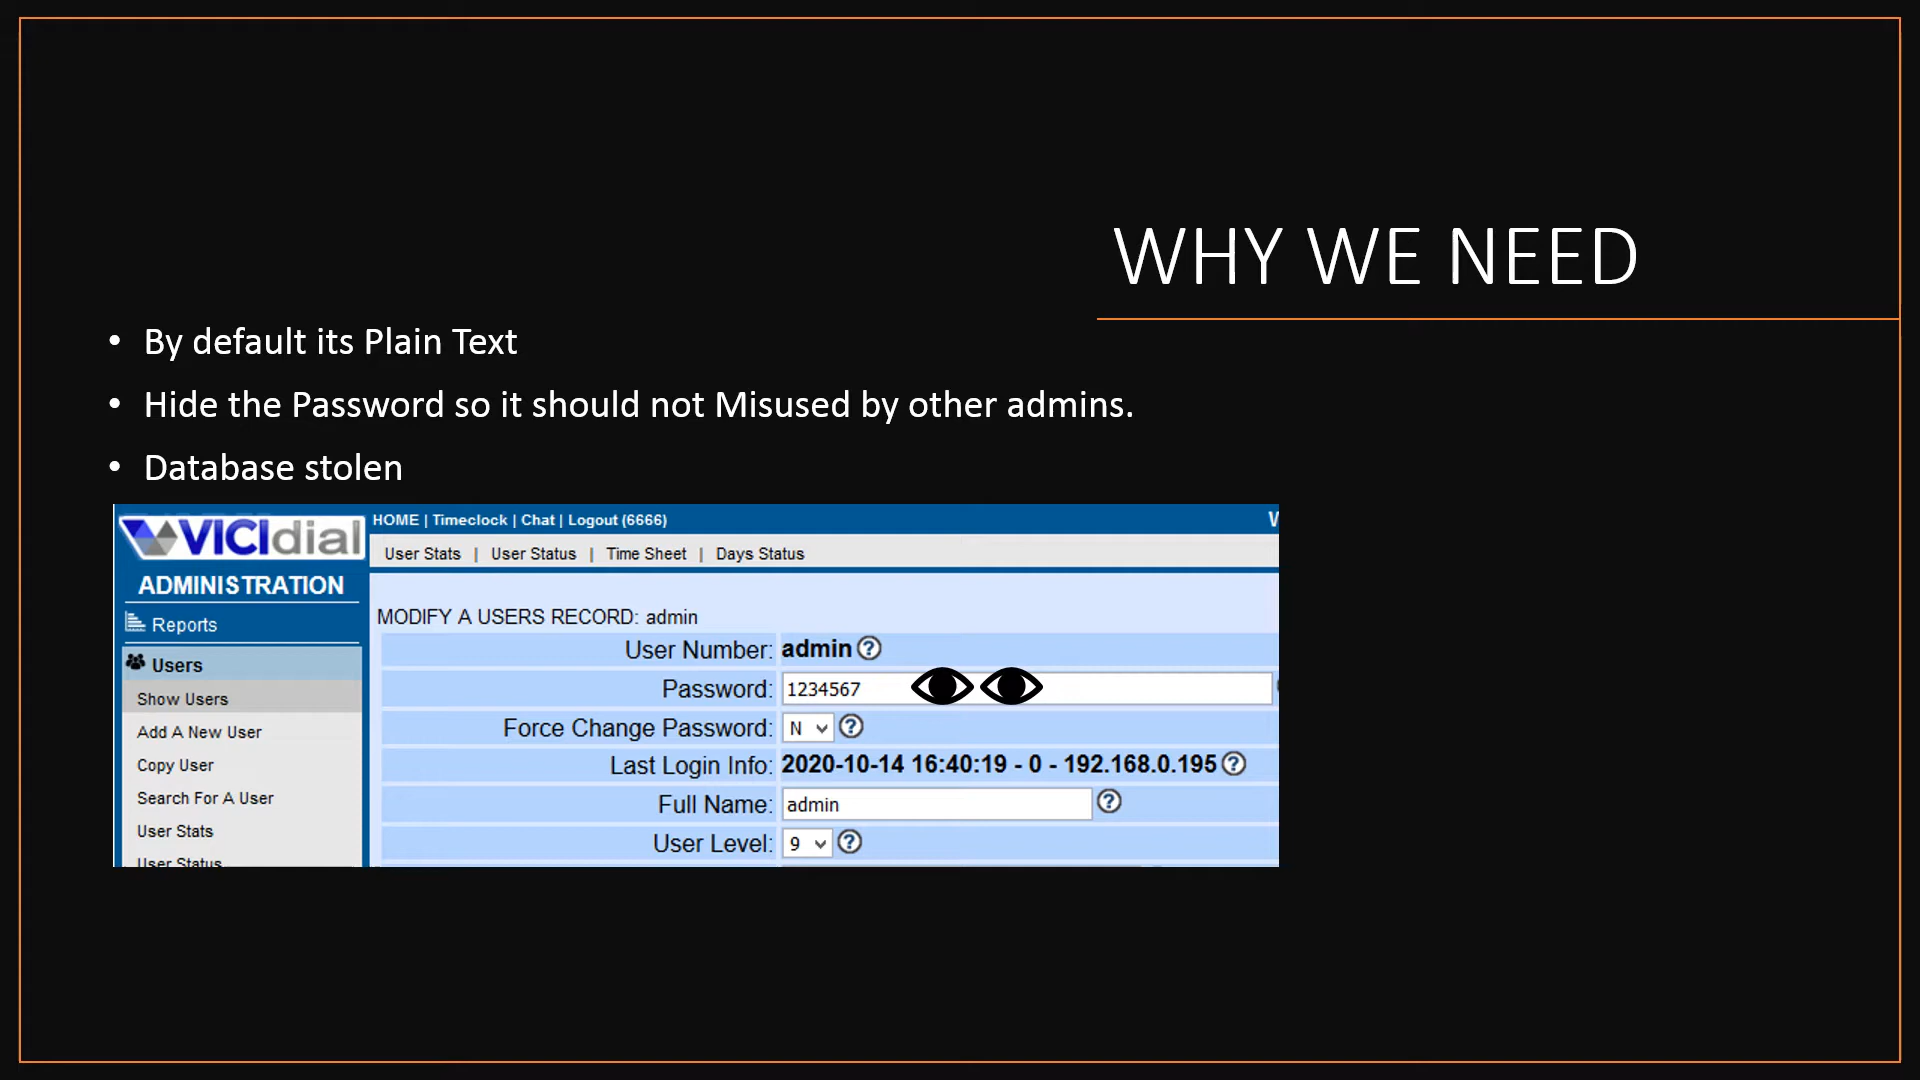 WHY WE NEED
• By default its Plain Text
• Hide the Password so it should not Misused by other admins.
• Database stolen
VICIdial
HOME | Timeclock | Chat | Logout (6666)
User Stats | User Status | Time Sheet | Days Status
ADMINISTRATION
Reports
Users
Show Users
Add A New User
Copy User
Search For A User
User Stats
User Status
MODIFY A USERS RECORD: admin
User Number: admin ?
Password: 1234567
Force Change Password: N ?
Last Login Info: 2020-10-14 16:40:19 - 0 - 192.168.0.195 ?
Full Name: admin ?
User Level: 9 ?